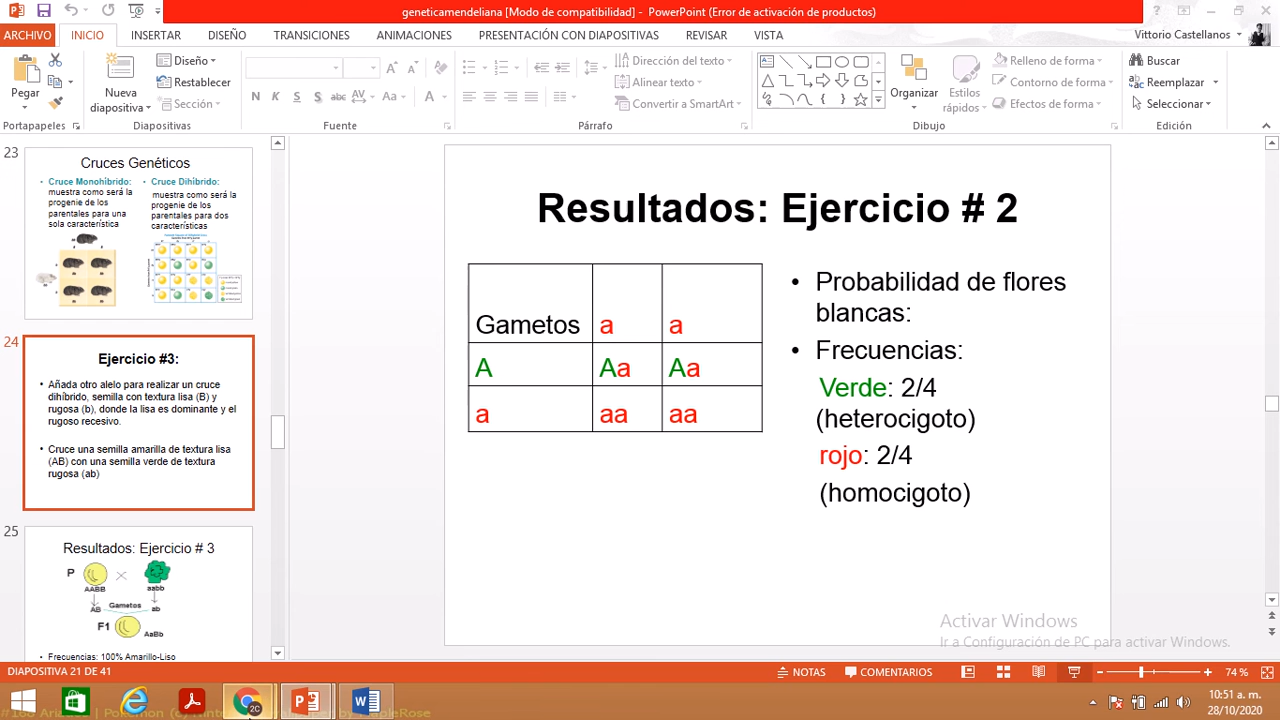 geneticamendeliana [Modo de compatibilidad] - PowerPoint (Error de activación de productos)
ARCHIVO INICIO INSERTAR DISEÑO TRANSICIONES ANIMACIONES PRESENTACIÓN CON DIAPOSITIVAS REVISAR VISTA Vittorio Castellanos
Pegar
Nueva diapositiva
Diseño
Restablecer
Sección
N K S S abc AV Aa A
Dirección del texto
Alinear texto
Convertir a SmartArt
Organizar
Estilos rápidos
Relleno de forma
Contorno de forma
Efectos de forma
Buscar
Reemplazar
Seleccionar
Portapapeles Diapositivas Fuente Párrafo Dibujo Edición
23
Cruces Genéticos
• Cruce Monohíbrido:
muestra como será la
progenie de los
parentales para una
sola característica
• Cruce Dihíbrido:
muestra como será la
progenie de los
parentales para dos
características
24
Ejercicio #3:
• Añada otro alelo para realizar un cruce
dihíbrido, semilla con textura lisa (B) y
rugosa (b), donde la lisa es dominante y el
rugoso recesivo.
• Cruce una semilla amarilla de textura lisa
(AB) con una semilla verde de textura
rugosa (ab)
25
Resultados: Ejercicio # 3
P
AABB aabb
Gametos
AB ab
F1 AaBb
• Frecuencias: 100% Amarillo-Liso
Resultados: Ejercicio # 2
Gametos a a
A Aa Aa
a aa aa
• Probabilidad de flores
blancas:
• Frecuencias:
Verde: 2/4
(heterocigoto)
rojo: 2/4
(homocigoto)
Activar Windows
Ir a Configuración de PC para activar Windows.
DIAPOSITIVA 21 DE 41 NOTAS COMENTARIOS 74 %
10:51 a. m.
28/10/2020